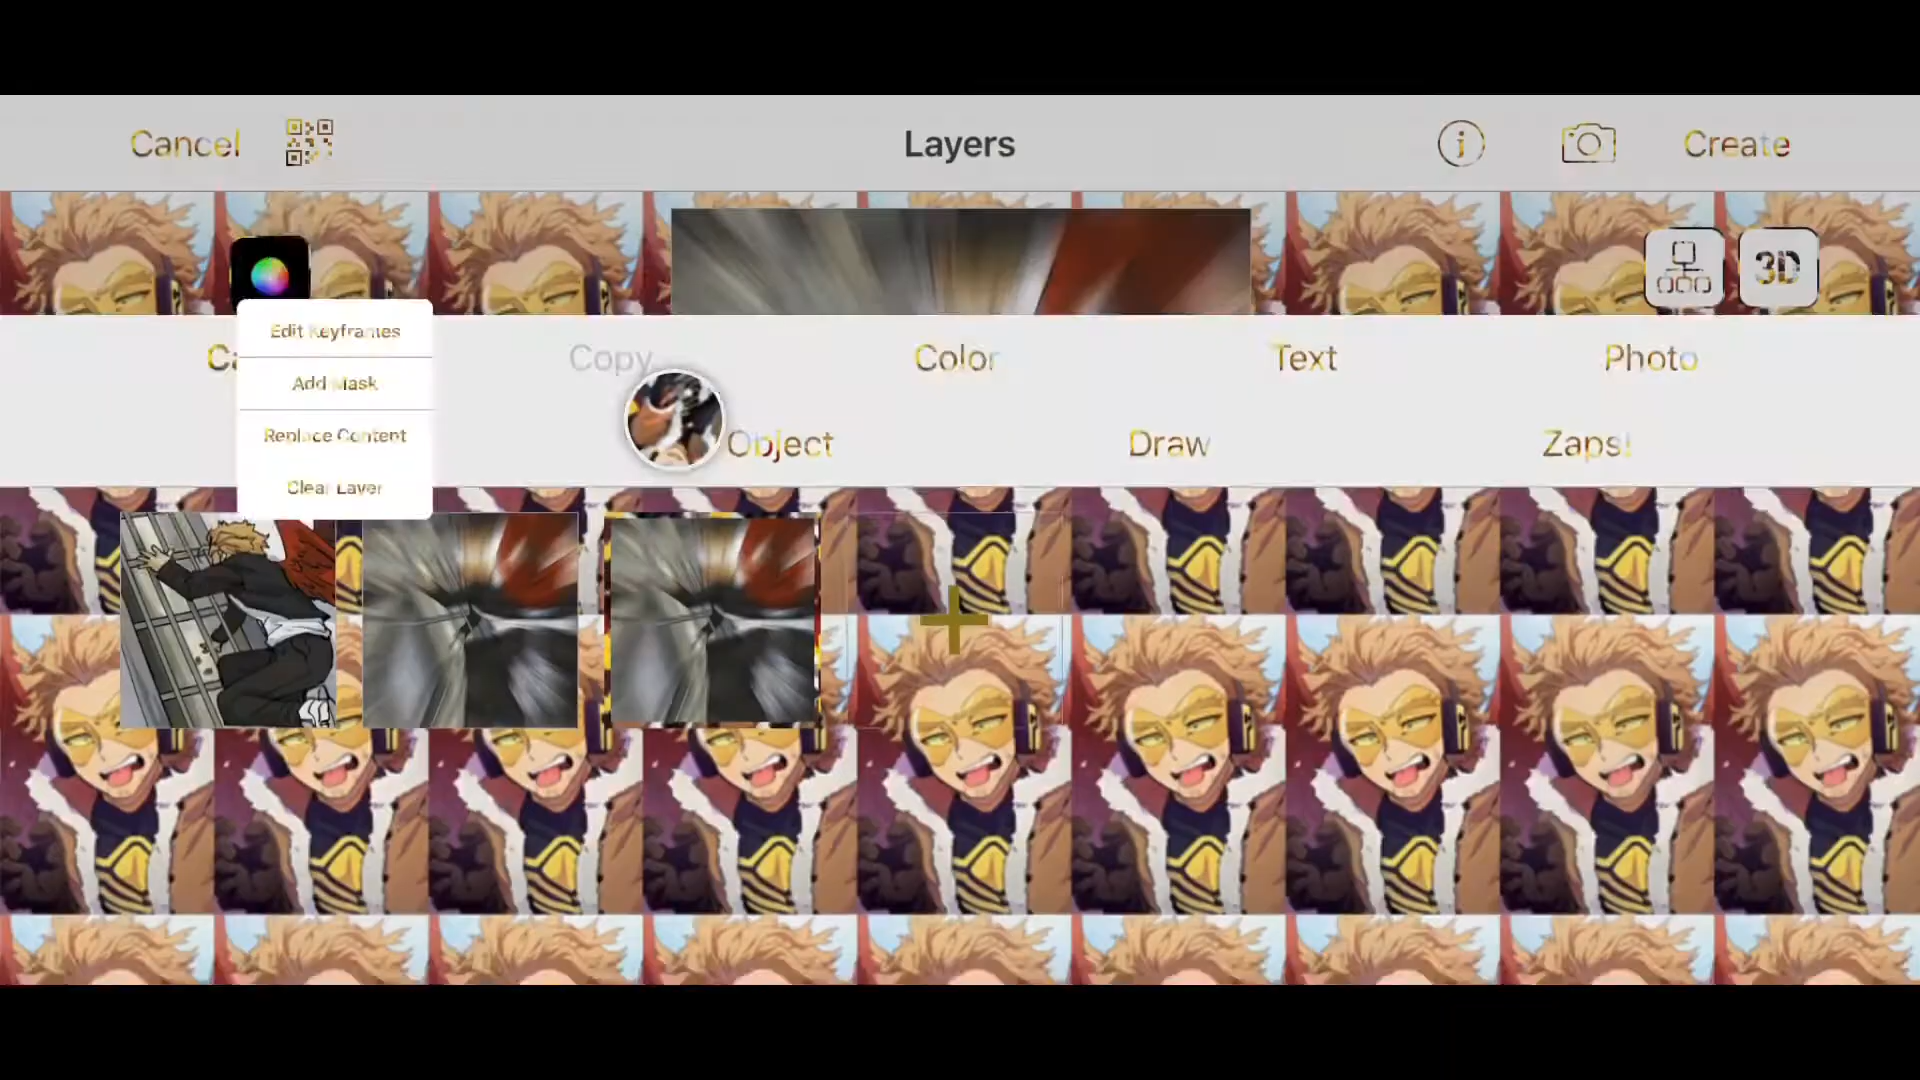 Cancel
Layers
Create
3D
Edit Keyframes
Copy
Color
Text
Photo
Add Mask
Replace Content
Object
Draw
Zaps!
Clear Layer